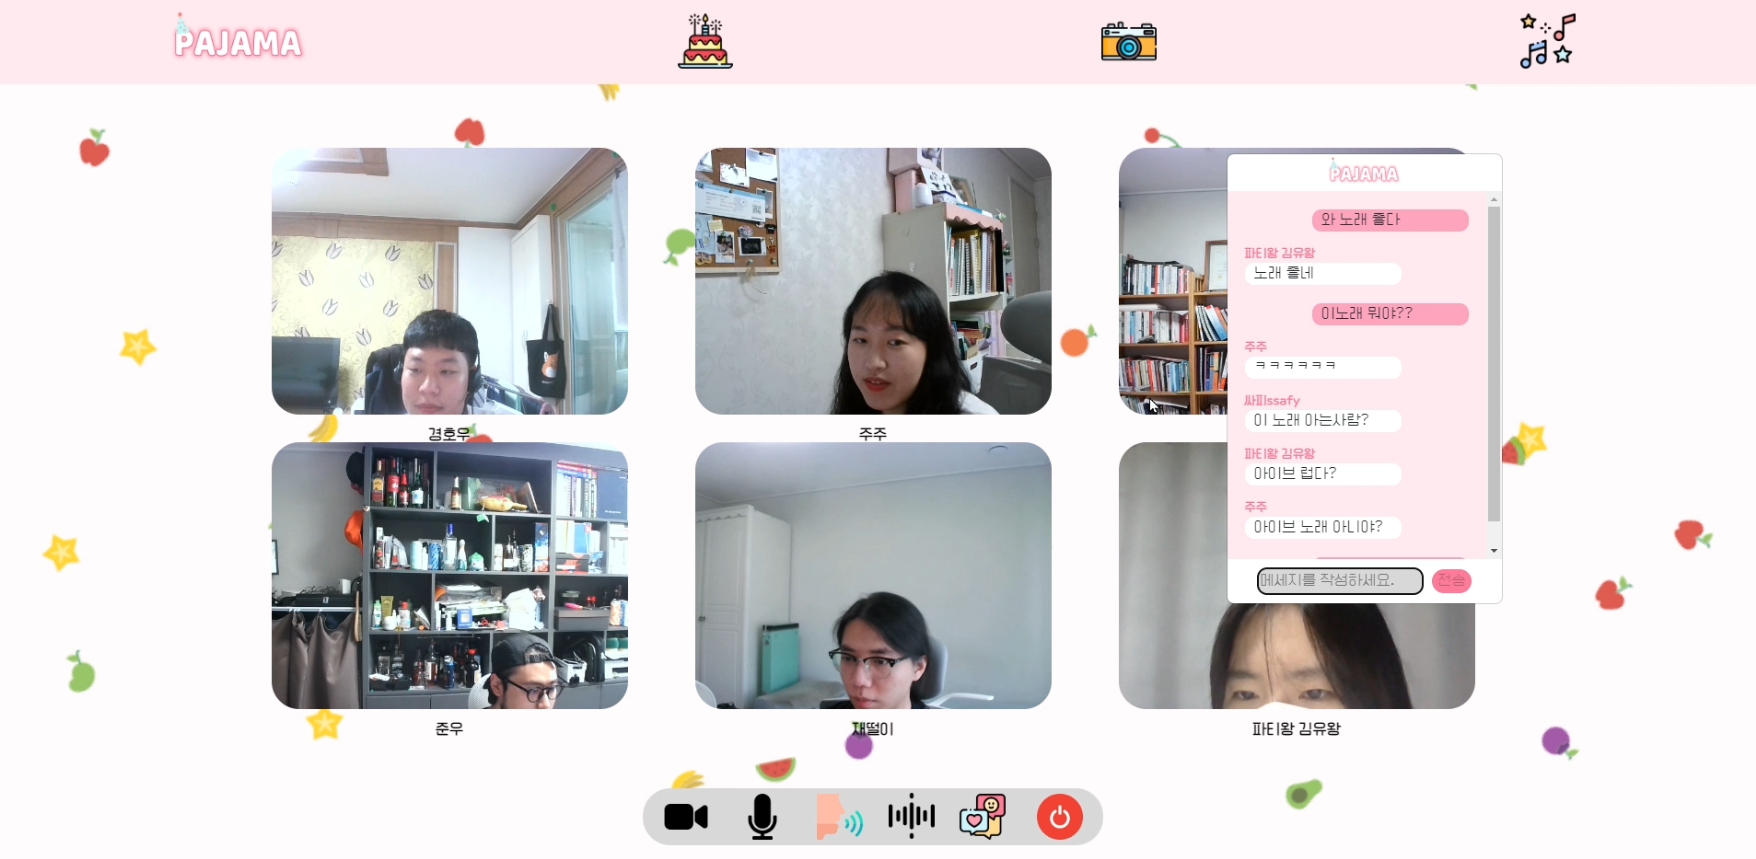 PAJAMA
PAJAMA
와 노래 좋다
파티왕 김유왕
노래 좋네
이노래 뭐야??
주주
ㅋㅋㅋㅋㅋㅋ
싸피ssafy
이 노래 아는사람?
파티왕 김유왕
아이브 럽다?
주주
아이브 노래 아니야?
메세지를 작성하세요.
전송
경호우
주주
준우
재떨이
파티왕 김유왕